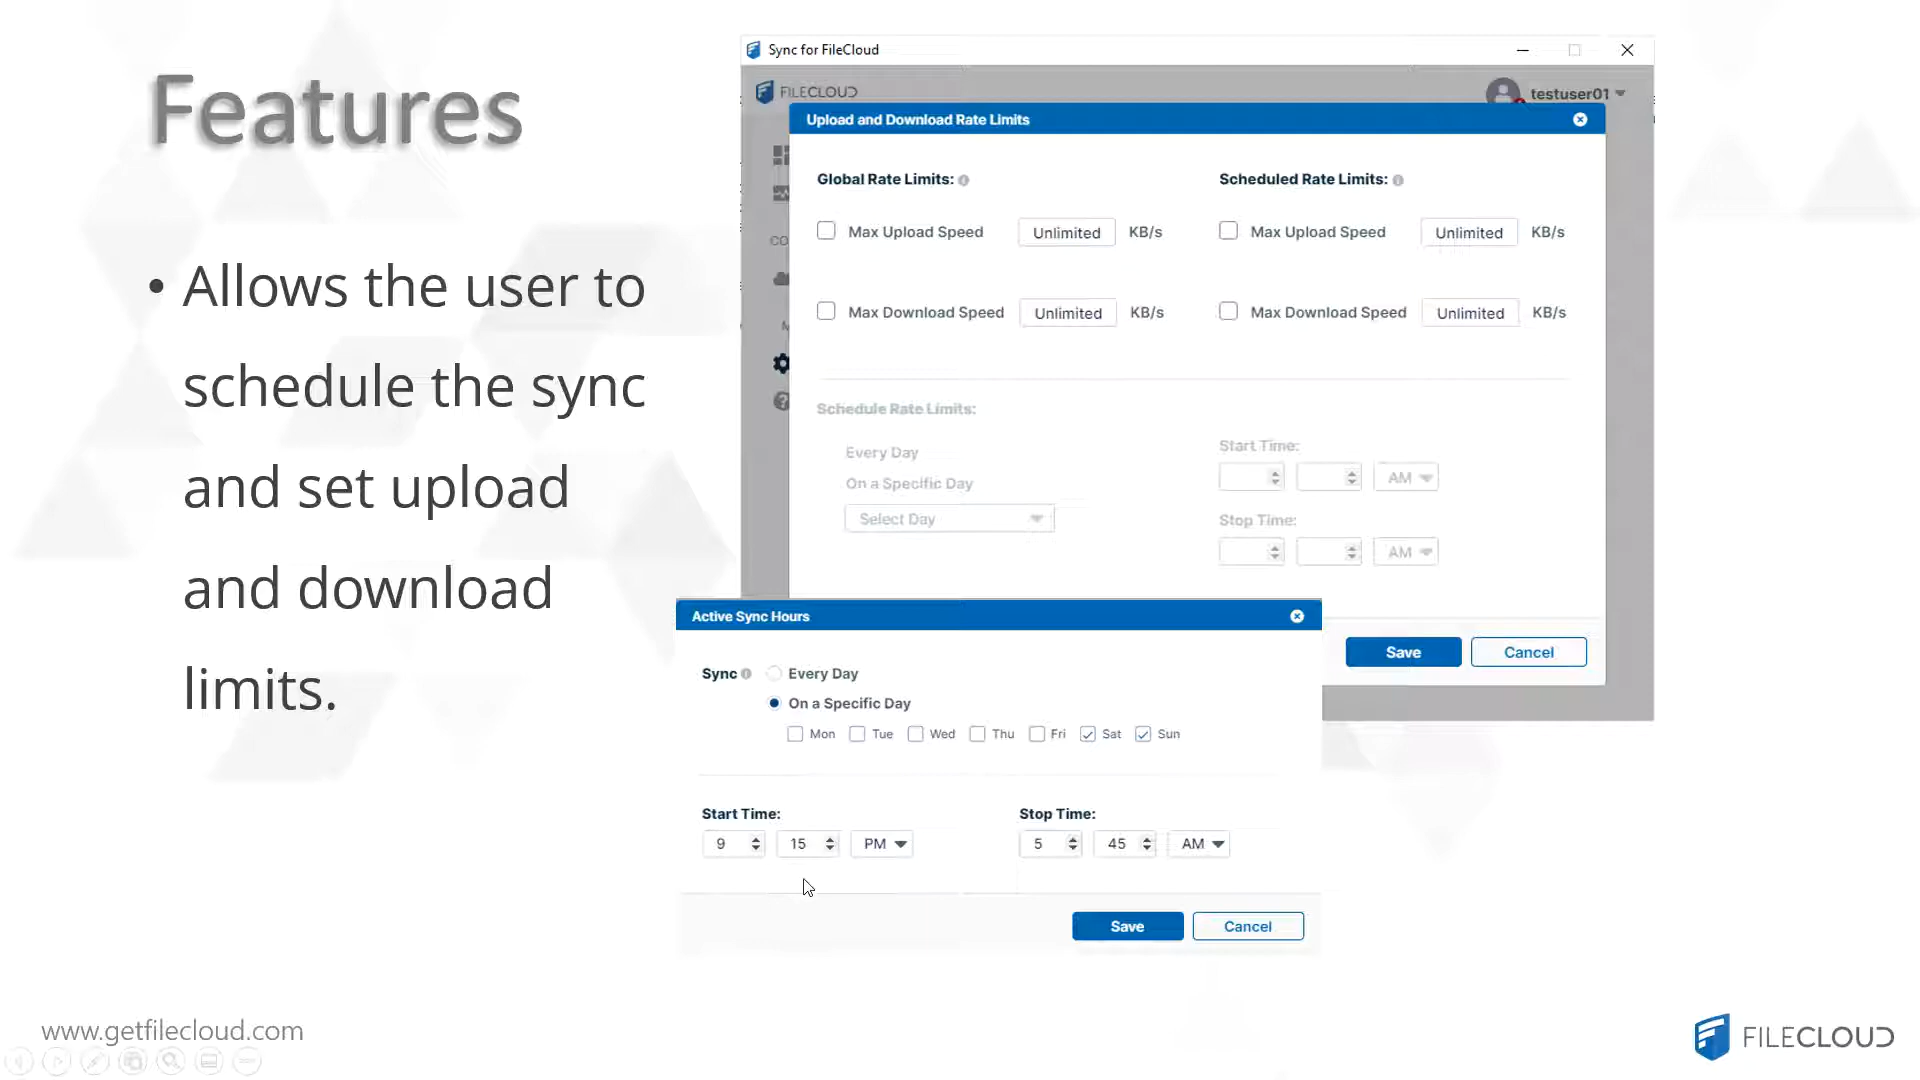 Features
• Allows the user to
schedule the sync
and set upload
and download
limits.
Sync for FileCloud
FILECLOUD
testuser01
Upload and Download Rate Limits
Global Rate Limits:
Scheduled Rate Limits:
Max Upload Speed Unlimited KB/s
Max Upload Speed Unlimited KB/s
Max Download Speed Unlimited KB/s
Max Download Speed Unlimited KB/s
Schedule Rate Limits:
Every Day
On a Specific Day
Select Day
Start Time:
AM
Stop Time:
AM
Save Cancel
Active Sync Hours
Sync Every Day
On a Specific Day
Mon Tue Wed Thu Fri Sat Sun
Start Time: Stop Time:
9 15 PM 5 45 AM
Save Cancel
www.getfilecloud.com
FILECLOUD